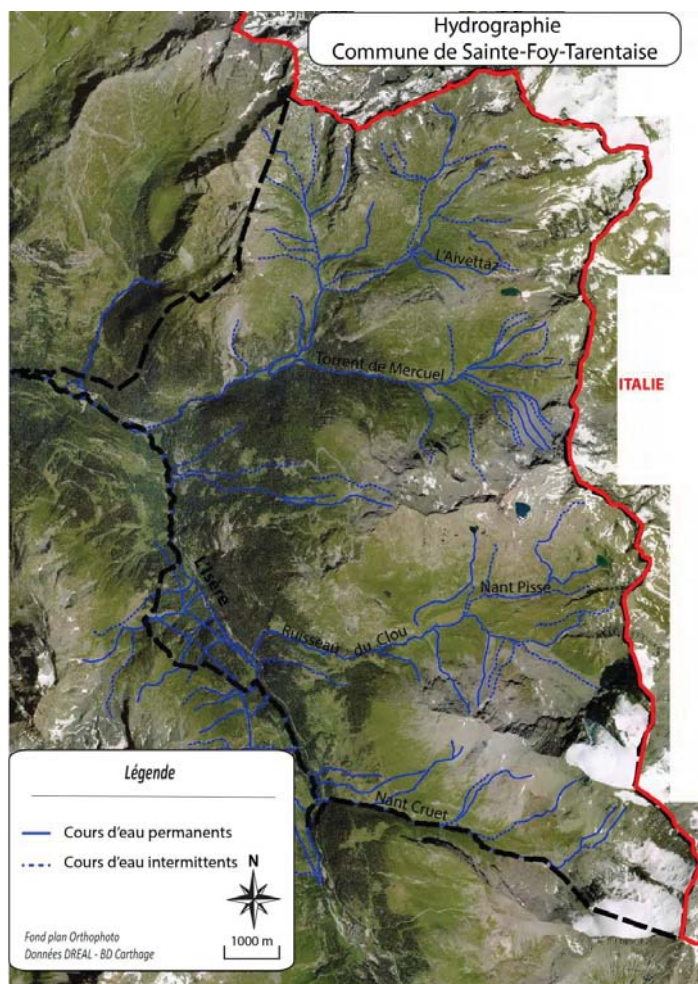 Hydrographie
Commune de Sainte-Foy-Tarentaise
L'Aivettaz
Torrent de Mercuel
ITALIE
L'Isère
Nant Pisse
Ruisseau du Clou
Nant Cruet
Légende
Cours d'eau permanents
Cours d'eau intermittents
N
1000 m
Fond plan Orthophoto
Données DREAL - BD Carthage